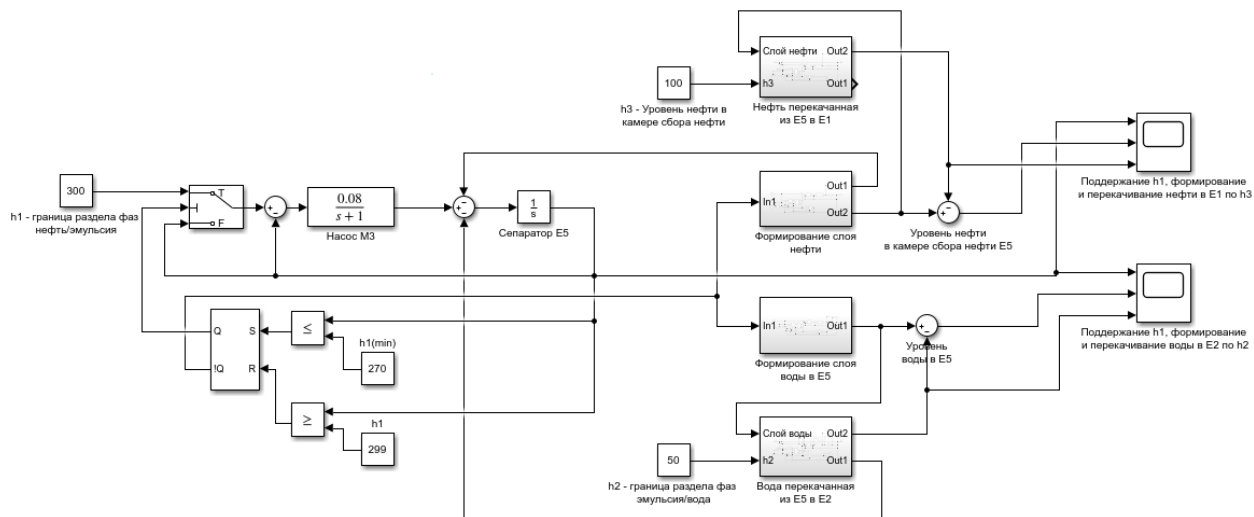 Слой нефти
Out2
h3
Out1
Нефть перекачанная
из E5 в E1
100
h3 - Уровень нефти в
камере сбора нефти
300
h1 - граница раздела фаз
нефть/эмульсия
T
F
+
-
0.08
s + 1
Насос М3
-
+
-
1
s
Сепаратор E5
In1
Out1
Out2
Формирование слоя
нефти
-
+
Уровень нефти
в камере сбора нефти E5
Поддержание h1, формирование
и перекачивание нефти в E1 по h3
Q
S
!Q
R
≤
h1(min)
270
≥
h1
299
In1
Out1
Формирование слоя
воды в E5
+
-
Уровень
воды в E5
Поддержание h1, формирование
и перекачивание воды в E2 по h2
50
h2 - граница раздела фаз
эмульсия/вода
Слой воды
Out2
h2
Out1
Вода перекачанная
из E5 в E2